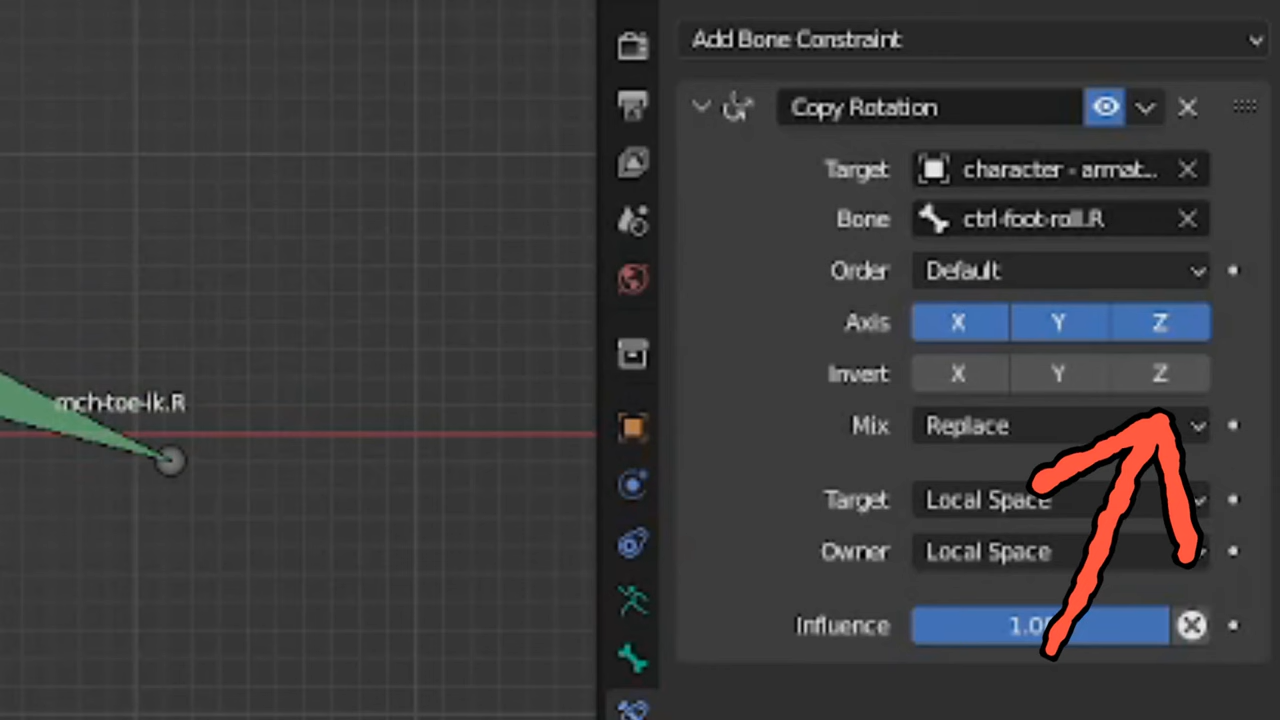 Add Bone Constraint
Copy Rotation
Target character - armat...
Bone ctrl-foot-roll.R
Order Default
Axis X Y Z
Invert X Y Z
mch-toe-ik.R
Mix Replace
Target Local Space
Owner Local Space
Influence 1.0